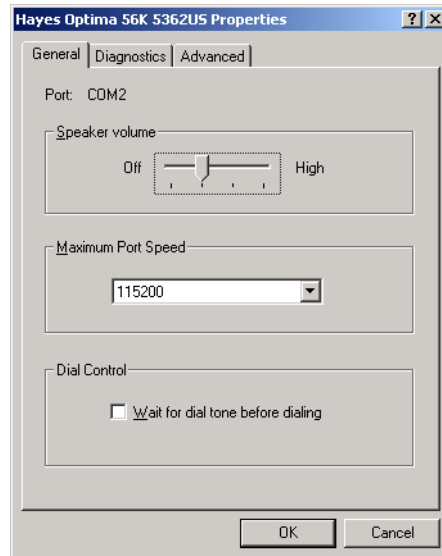 Hayes Optima 56K 5362US Properties
General Diagnostics Advanced
Port: COM2
Speaker volume
Off High
Maximum Port Speed
115200
Dial Control
Wait for dial tone before dialing
OK Cancel